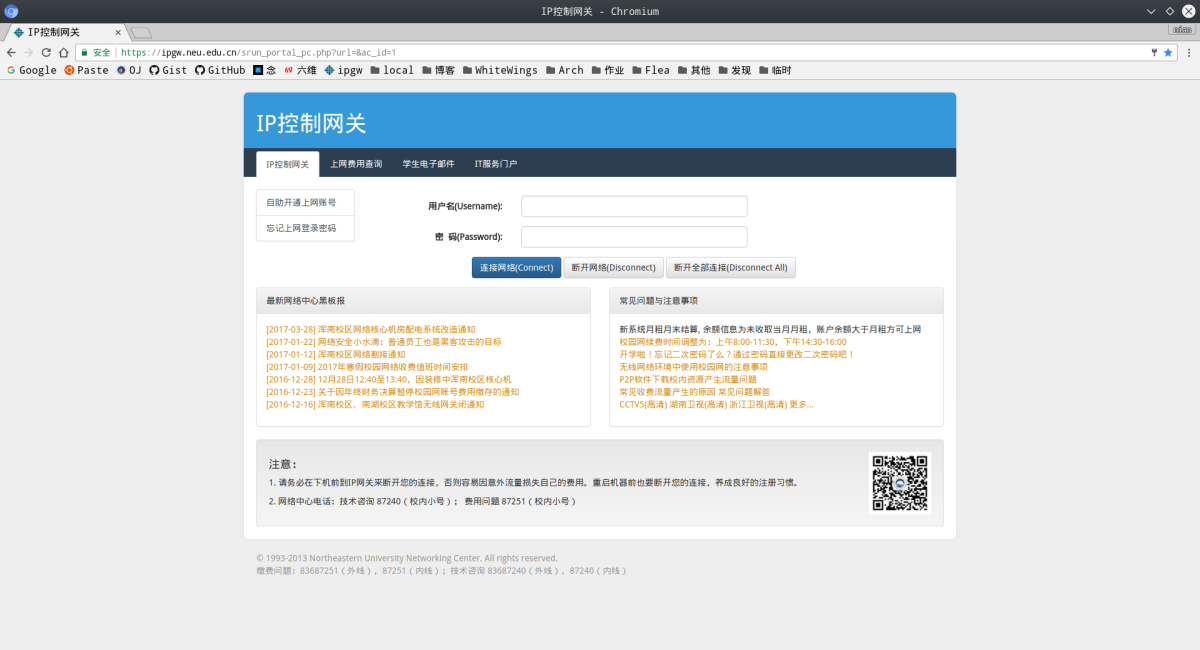 IP控制网关 - Chromium
IP控制网关
nian
安全 https://ipgw.neu.edu.cn/srun_portal_pc.php?url=&ac_id=1
Google Paste OJ Gist GitHub 念 六维 ipgw local 博客 WhiteWings Arch 作业 Flea 其他 发现 临时
IP控制网关
IP控制网关 上网费用查询 学生电子邮件 IT服务门户
自助开通上网账号
忘记上网登录密码
用户名(Username):
密 码(Password):
连接网络(Connect) 断开网络(Disconnect) 断开全部连接(Disconnect All)
最新网络中心黑板报
[2017-03-28] 浑南校区网络核心机房配电系统改造通知
[2017-01-22] 网络安全小水滴：普通员工也是黑客攻击的目标
[2017-01-12] 浑南校区网络割接通知
[2017-01-09] 2017年寒假校园网络收费值班时间安排
[2016-12-28] 12月28日12:40至13:40，因装修中浑南校区核心机
[2016-12-23] 关于因年终财务决算暂停校园网账号费用缴存的通知
[2016-12-16] 浑南校区、南湖校区教学馆无线网关闭通知
常见问题与注意事项
新系统月租月末结算, 余额信息为未收取当月月租，账户余额大于月租方可上网
校园网续费时间调整为：上午8:00-11:30，下午14:30-16:00
开学啦！忘记二次密码了么？通过密码直接更改二次密码吧！
无线网络环境中使用校园网的注意事项
P2P软件下载校内资源产生流量问题
常见收费流量产生的原因 常见问题解答
CCTV5(高清) 湖南卫视(高清) 浙江卫视(高清) 更多...
注意：
1. 请务必在下机前到IP网关来断开您的连接，否则容易因意外流量损失自己的费用。重启机器前也要断开您的连接，养成良好的注册习惯。
2. 网络中心电话：技术咨询 87240（校内小号）； 费用问题 87251（校内小号）
© 1993-2013 Northeastern University Networking Center. All rights reserved.
缴费问题：83687251（外线），87251（内线）；技术咨询 83687240（外线），87240（内线）